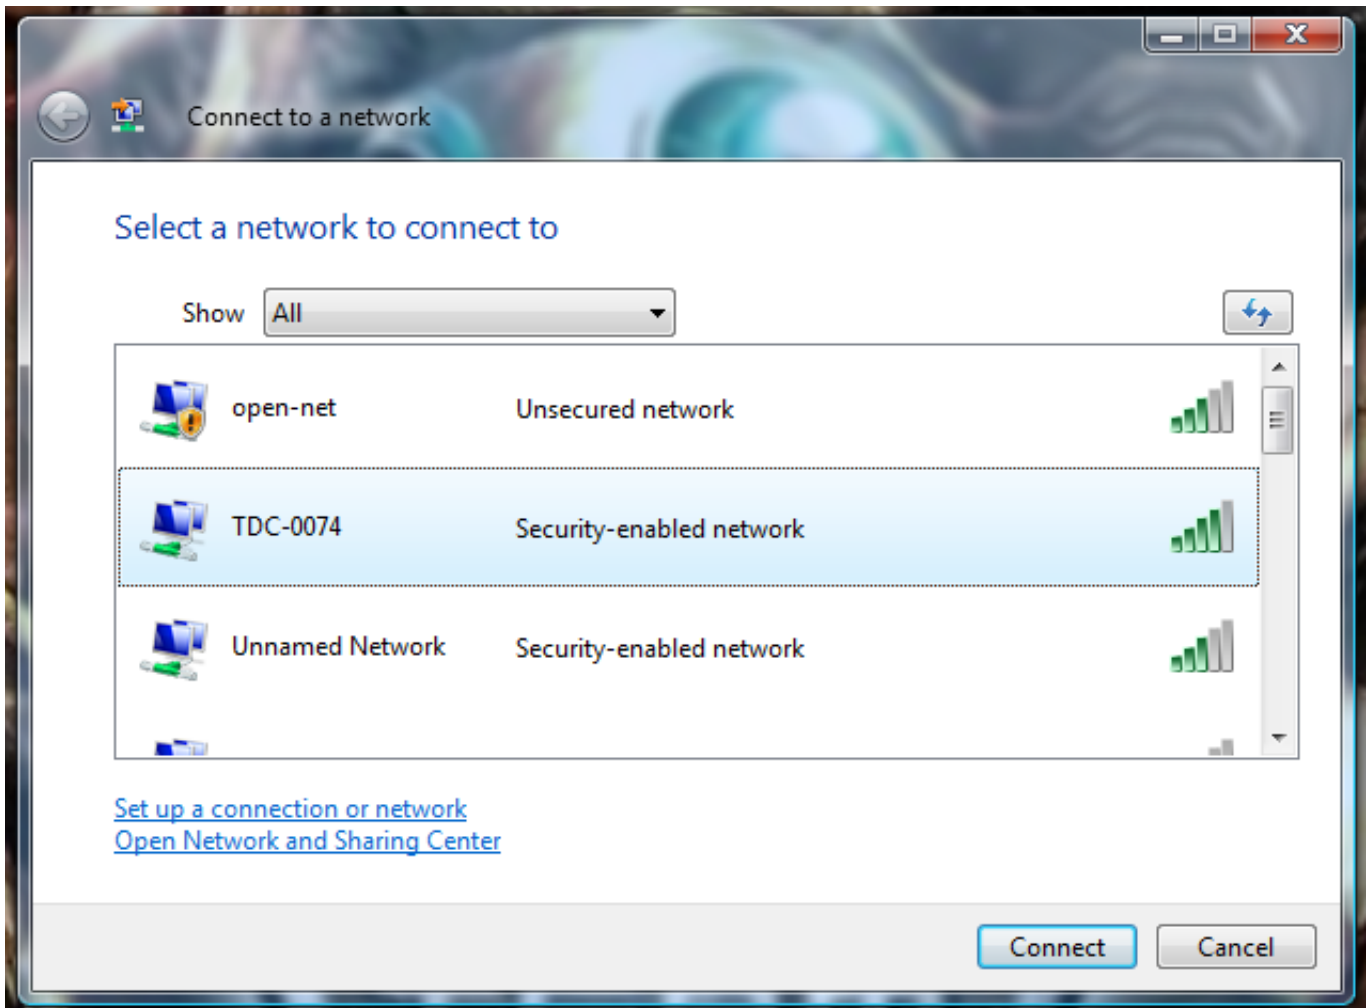 Connect to a network
Select a network to connect to
Show All
open-net Unsecured network
TDC-0074 Security-enabled network
Unnamed Network Security-enabled network
Set up a connection or network
Open Network and Sharing Center
Connect Cancel